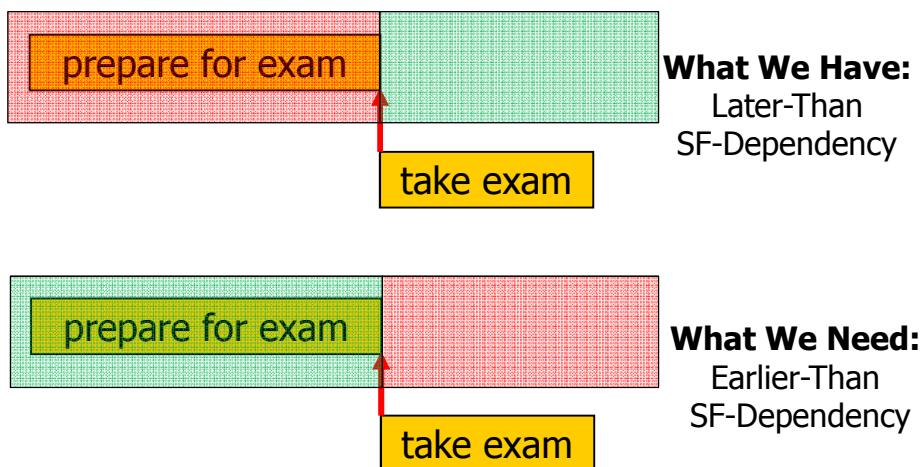 prepare for exam
What We Have:
Later-Than
SF-Dependency
take exam
prepare for exam
What We Need:
Earlier-Than
SF-Dependency
take exam